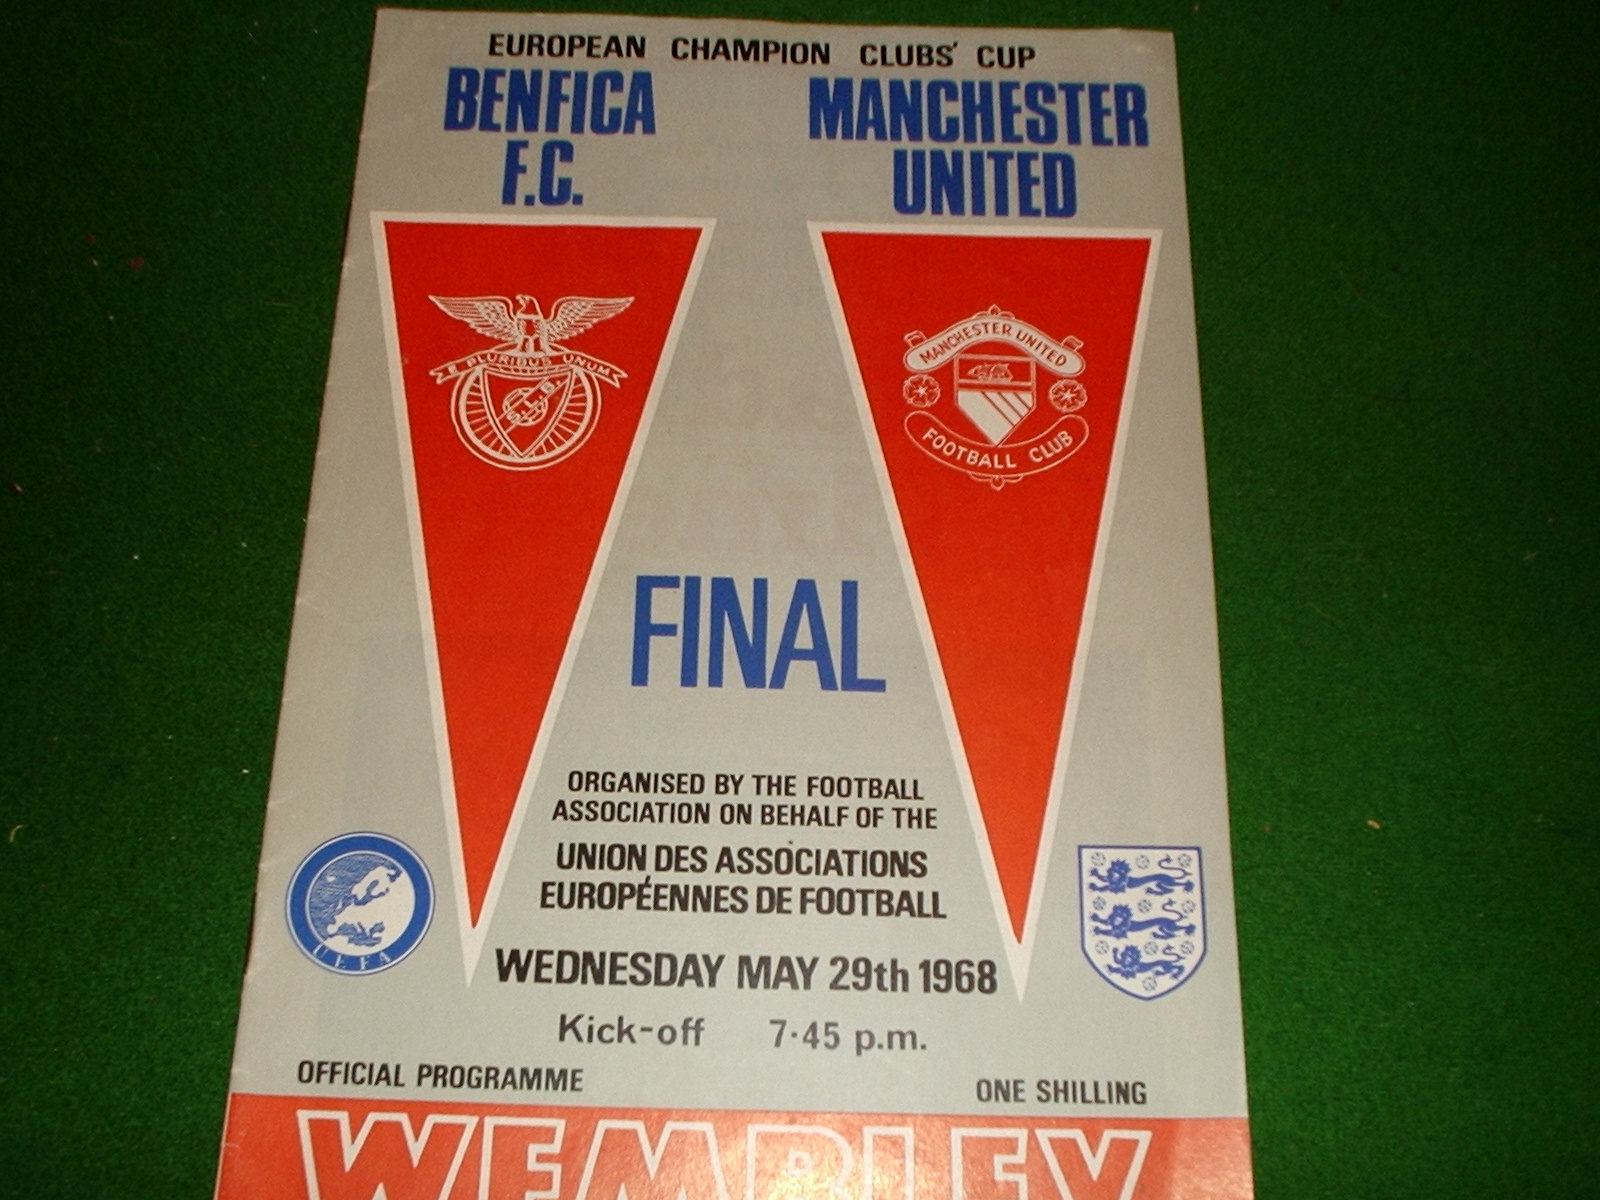 EUROPEAN CHAMPION CLUBS' CUP
BENFICA
F.C.
MANCHESTER
UNITED
E PLURIBUS UNUM
S.L.B.
MANCHESTER UNITED
FOOTBALL CLUB
FINAL
ORGANISED BY THE FOOTBALL
ASSOCIATION ON BEHALF OF THE
UNION DES ASSOCIATIONS
EUROPÉENNES DE FOOTBALL
UEFA
WEDNESDAY MAY 29th 1968
Kick-off 7·45 p.m.
OFFICIAL PROGRAMME
ONE SHILLING
WEMBLEY